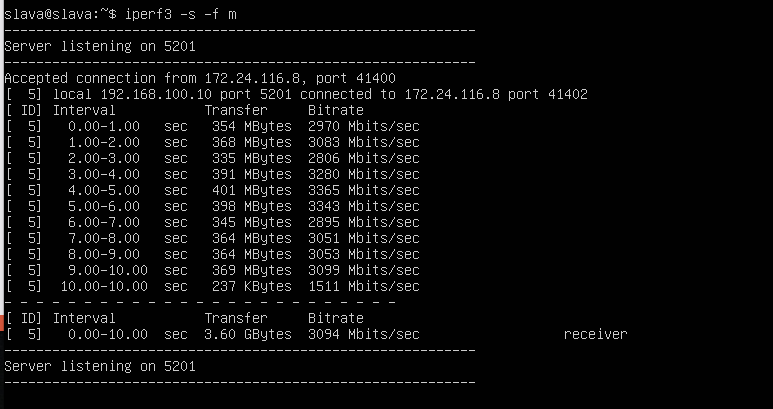 slava@slava:~$ iperf3 -s -f m
-----------------------------------------------------------
Server listening on 5201
-----------------------------------------------------------
Accepted connection from 172.24.116.8, port 41400
[  5] local 192.168.100.10 port 5201 connected to 172.24.116.8 port 41402
[ ID] Interval           Transfer     Bitrate
[  5]   0.00-1.00   sec   354 MBytes  2970 Mbits/sec
[  5]   1.00-2.00   sec   368 MBytes  3083 Mbits/sec
[  5]   2.00-3.00   sec   335 MBytes  2806 Mbits/sec
[  5]   3.00-4.00   sec   391 MBytes  3280 Mbits/sec
[  5]   4.00-5.00   sec   401 MBytes  3365 Mbits/sec
[  5]   5.00-6.00   sec   398 MBytes  3343 Mbits/sec
[  5]   6.00-7.00   sec   345 MBytes  2895 Mbits/sec
[  5]   7.00-8.00   sec   364 MBytes  3051 Mbits/sec
[  5]   8.00-9.00   sec   364 MBytes  3053 Mbits/sec
[  5]   9.00-10.00  sec   369 MBytes  3099 Mbits/sec
[  5]  10.00-10.00  sec   237 KBytes  1511 Mbits/sec
- - - - - - - - - - - - - - - - - - - - - - - - -
[ ID] Interval           Transfer     Bitrate
[  5]   0.00-10.00  sec  3.60 GBytes  3094 Mbits/sec                  receiver
-----------------------------------------------------------
Server listening on 5201
-----------------------------------------------------------